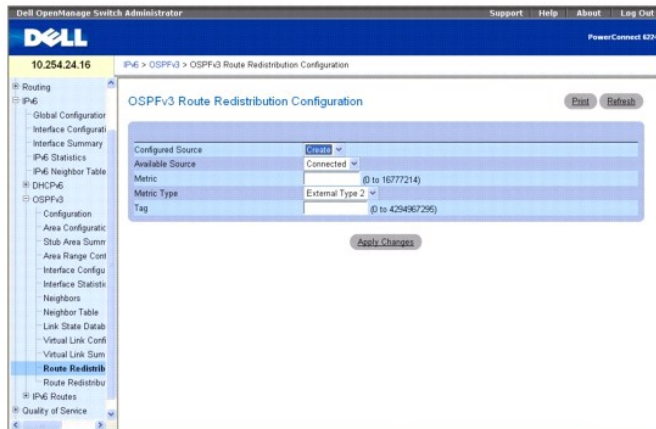 Dell OpenManage Switch Administrator
Support Help About Log Out
DELL
PowerConnect 6224
10.254.24.16
IPv6 > OSPFv3 > OSPFv3 Route Redistribution Configuration
Routing
IPv6
Global Configuration
Interface Configurati
Interface Summary
IPv6 Statistics
IPv6 Neighbor Table
DHCPv6
OSPFv3
Configuration
Area Configuratic
Stub Area Summ
Area Range Conf
Interface Configu
Interface Statistic
Neighbors
Neighbor Table
Link State Datab
Virtual Link Confi
Virtual Link Sum
Route Redistrib
Route Redistribu
IPv6 Routes
Quality of Service
OSPFv3 Route Redistribution Configuration
Print Refresh
Configured Source Create
Available Source Connected
Metric (0 to 16777214)
Metric Type External Type 2
Tag (0 to 4294967295)
Apply Changes